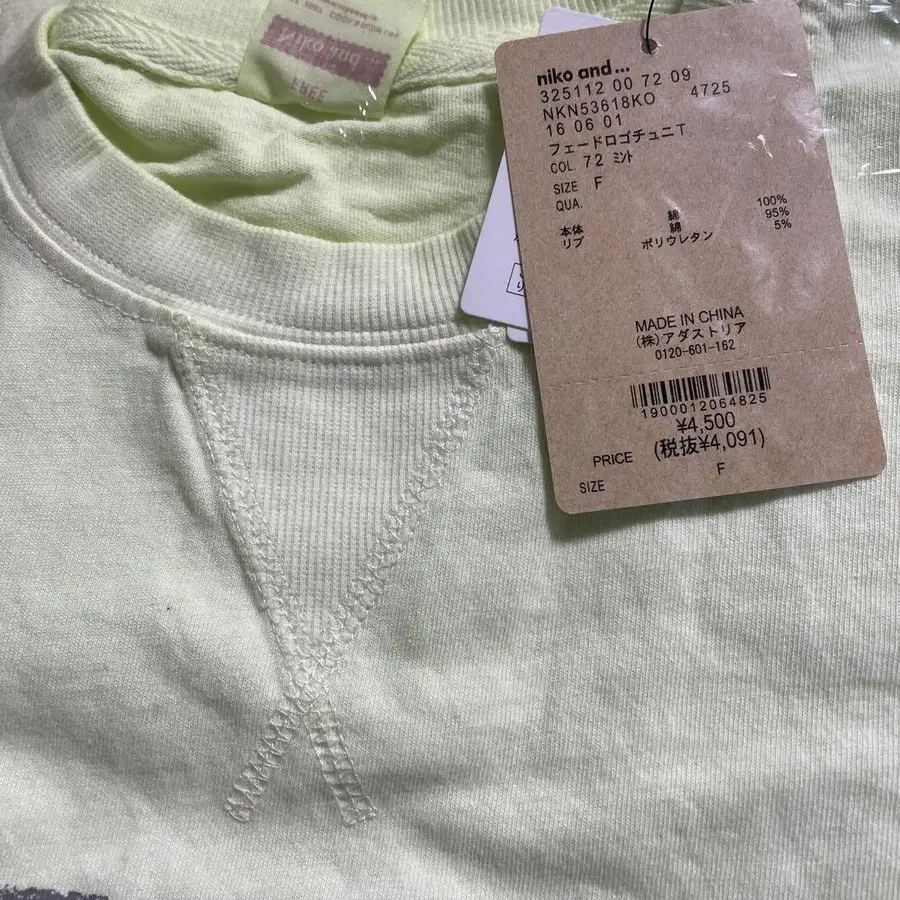 niko and ...
325112 00 72 09
NKN53618KO 4725
16 06 01
フェードロゴチュニT
COL. 72 ミント
SIZE F
QUA.
本体 綿 100%
リブ 綿 95%
ポリウレタン 5%
MADE IN CHINA
(株)アダストリア
0120-601-162
1900012064825
¥4,500
PRICE (税抜¥4,091)
SIZE F
Niko and
FREE